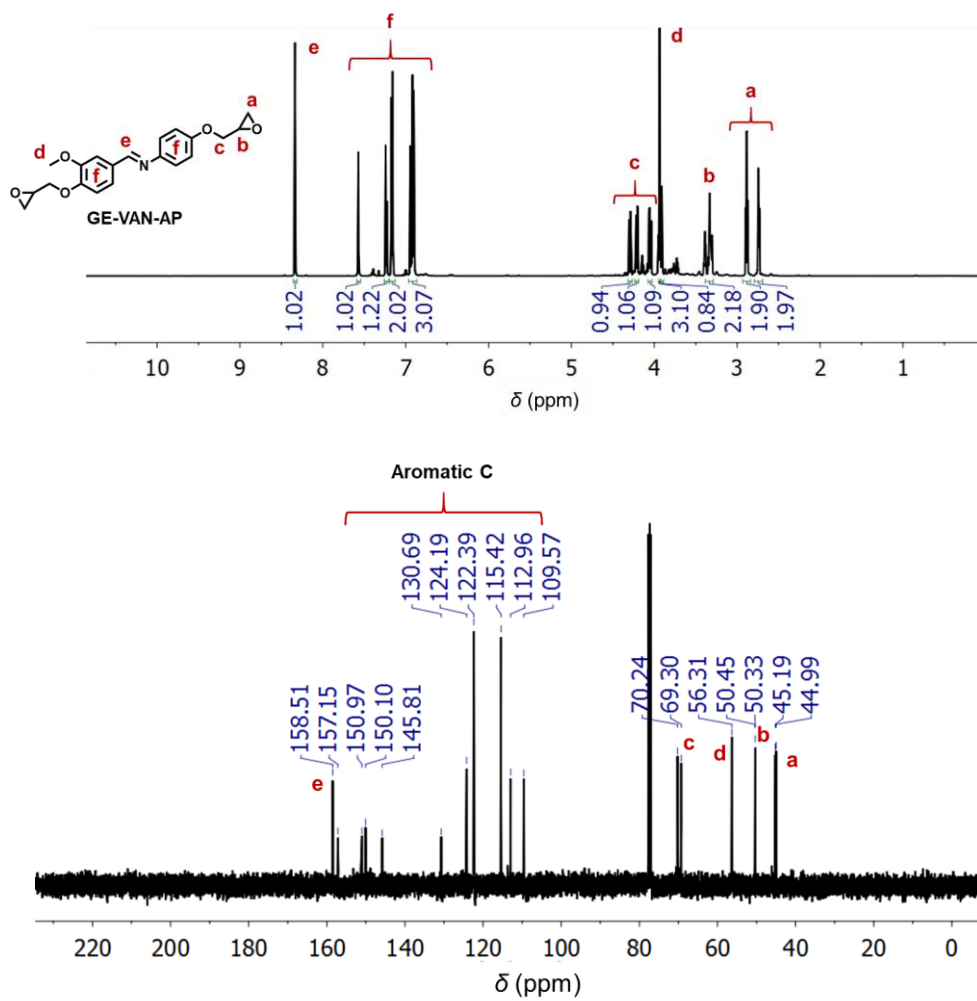 f
d
e
a
a
O
O
b
c
e
d
f
N
f
O
O
O
GE-VAN-AP
c
b
1.02
1.02
1.22
2.02
3.07
0.94
1.06
1.09
3.10
0.84
2.18
1.90
1.97
10 9 8 7 6 5 4 3 2 1
δ (ppm)
Aromatic C
130.69
124.19
122.39
115.42
112.96
109.57
158.51
157.15
150.97
150.10
145.81
70.24
69.30
56.31
50.45
50.33
45.19
44.99
e
c
d
b
a
220 200 180 160 140 120 100 80 60 40 20 0
δ (ppm)